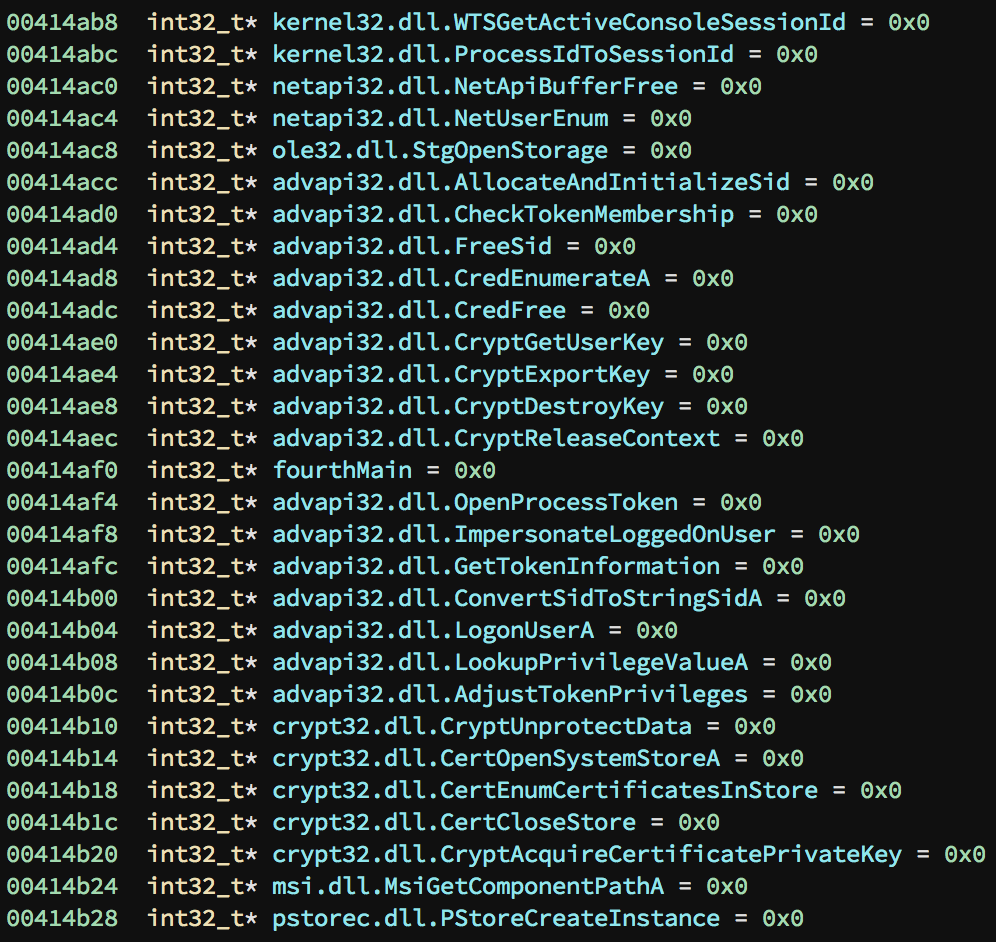 00414ab8 int32_t* kernel32.dll.WTSGetActiveConsoleSessionId = 0x0
00414abc int32_t* kernel32.dll.ProcessIdToSessionId = 0x0
00414ac0 int32_t* netapi32.dll.NetApiBufferFree = 0x0
00414ac4 int32_t* netapi32.dll.NetUserEnum = 0x0
00414ac8 int32_t* ole32.dll.StgOpenStorage = 0x0
00414acc int32_t* advapi32.dll.AllocateAndInitializeSid = 0x0
00414ad0 int32_t* advapi32.dll.CheckTokenMembership = 0x0
00414ad4 int32_t* advapi32.dll.FreeSid = 0x0
00414ad8 int32_t* advapi32.dll.CredEnumerateA = 0x0
00414adc int32_t* advapi32.dll.CredFree = 0x0
00414ae0 int32_t* advapi32.dll.CryptGetUserKey = 0x0
00414ae4 int32_t* advapi32.dll.CryptExportKey = 0x0
00414ae8 int32_t* advapi32.dll.CryptDestroyKey = 0x0
00414aec int32_t* advapi32.dll.CryptReleaseContext = 0x0
00414af0 int32_t* fourthMain = 0x0
00414af4 int32_t* advapi32.dll.OpenProcessToken = 0x0
00414af8 int32_t* advapi32.dll.ImpersonateLoggedOnUser = 0x0
00414afc int32_t* advapi32.dll.GetTokenInformation = 0x0
00414b00 int32_t* advapi32.dll.ConvertSidToStringSidA = 0x0
00414b04 int32_t* advapi32.dll.LogonUserA = 0x0
00414b08 int32_t* advapi32.dll.LookupPrivilegeValueA = 0x0
00414b0c int32_t* advapi32.dll.AdjustTokenPrivileges = 0x0
00414b10 int32_t* crypt32.dll.CryptUnprotectData = 0x0
00414b14 int32_t* crypt32.dll.CertOpenSystemStoreA = 0x0
00414b18 int32_t* crypt32.dll.CertEnumCertificatesInStore = 0x0
00414b1c int32_t* crypt32.dll.CertCloseStore = 0x0
00414b20 int32_t* crypt32.dll.CryptAcquireCertificatePrivateKey = 0x0
00414b24 int32_t* msi.dll.MsiGetComponentPathA = 0x0
00414b28 int32_t* pstorec.dll.PStoreCreateInstance = 0x0